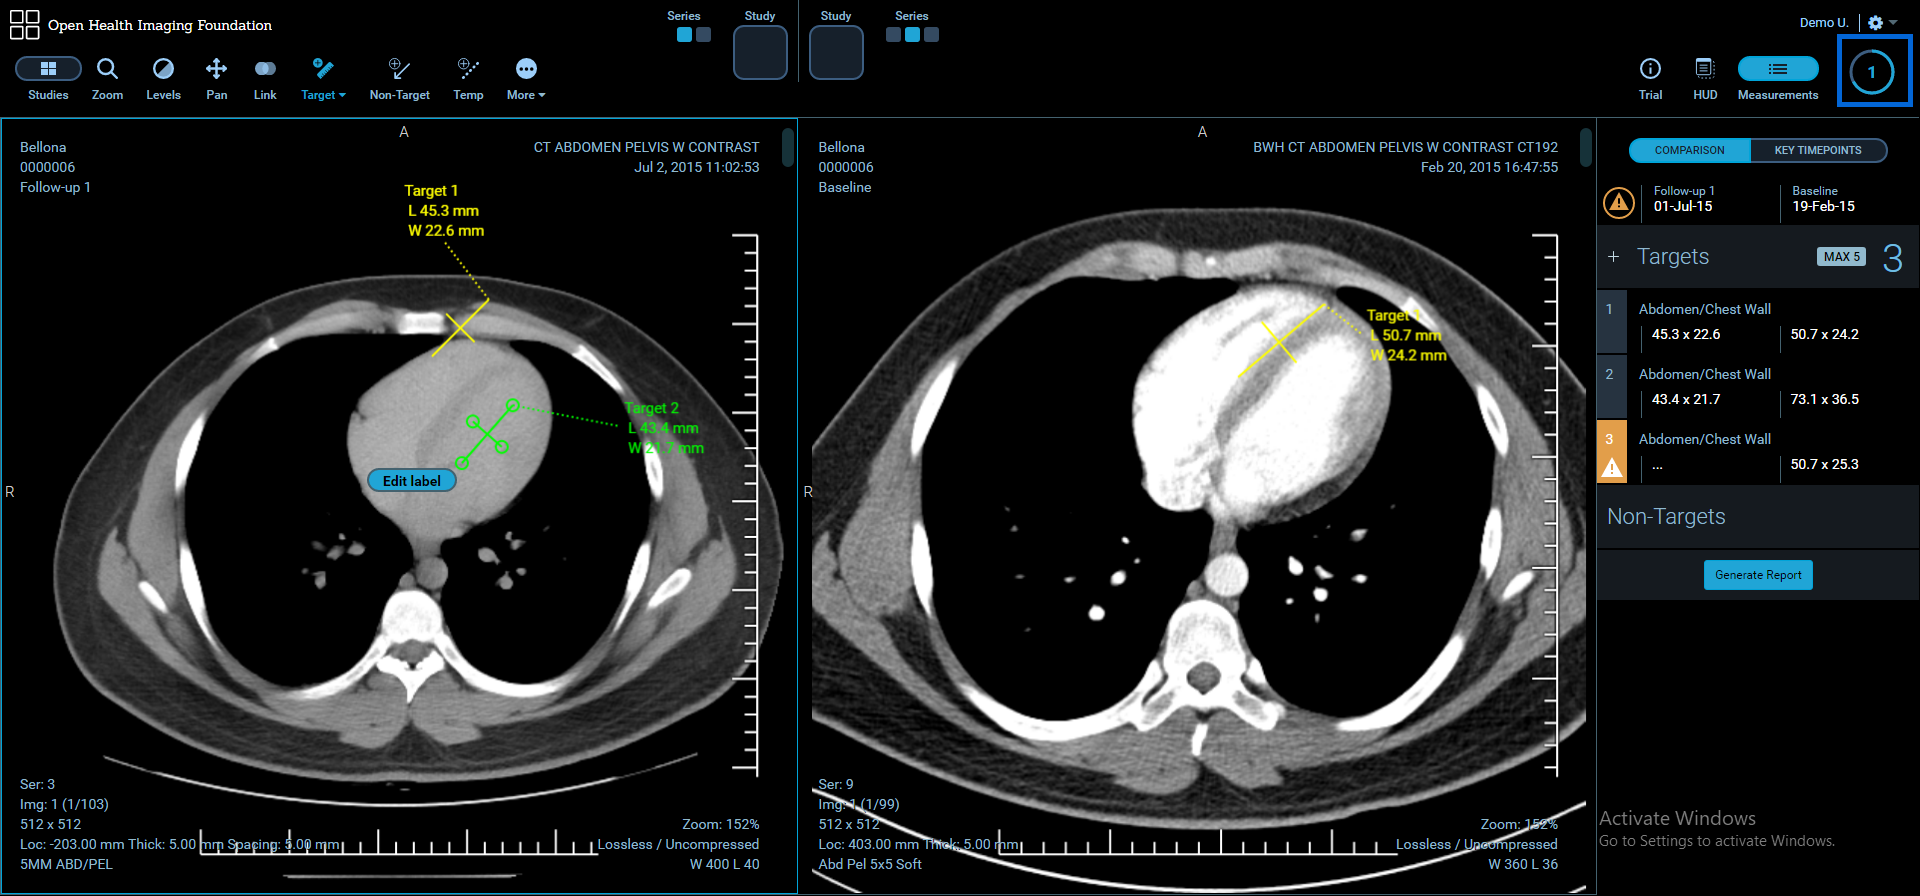 Open Health Imaging Foundation
Series
Study
Study
Series
Demo U.
Studies
Zoom
Levels
Pan
Link
Target
Non-Target
Temp
More
Trial
HUD
Measurements
1
A
Bellona
0000006
Follow-up 1
CT ABDOMEN PELVIS W CONTRAST
Jul 2, 2015 11:02:53
Target 1
L 45.3 mm
W 22.6 mm
Target 2
L 43.4 mm
W 21.7 mm
Edit label
R
Ser: 3
Img: 1 (1/103)
512 x 512
Loc: -203.00 mm Thick: 5.00 mm Spacing: 5.00 mm
5MM ABD/PEL
Zoom: 152%
Lossless / Uncompressed
W 400 L 40
A
Bellona
0000006
Baseline
BWH CT ABDOMEN PELVIS W CONTRAST CT192
Feb 20, 2015 16:47:55
Target 1
L 50.7 mm
W 24.2 mm
R
Ser: 9
Img: 1 (1/99)
512 x 512
Loc: 403.00 mm Thick: 5.00 mm
Abd Pel 5x5 Soft
Zoom: 152%
Lossless / Uncompressed
W 360 L 36
COMPARISON
KEY TIMEPOINTS
Follow-up 1
01-Jul-15
Baseline
19-Feb-15
+ Targets
MAX 5
3
1
Abdomen/Chest Wall
45.3 x 22.6
50.7 x 24.2
2
Abdomen/Chest Wall
43.4 x 21.7
73.1 x 36.5
3
Abdomen/Chest Wall
...
50.7 x 25.3
Non-Targets
Generate Report
Activate Windows
Go to Settings to activate Windows.